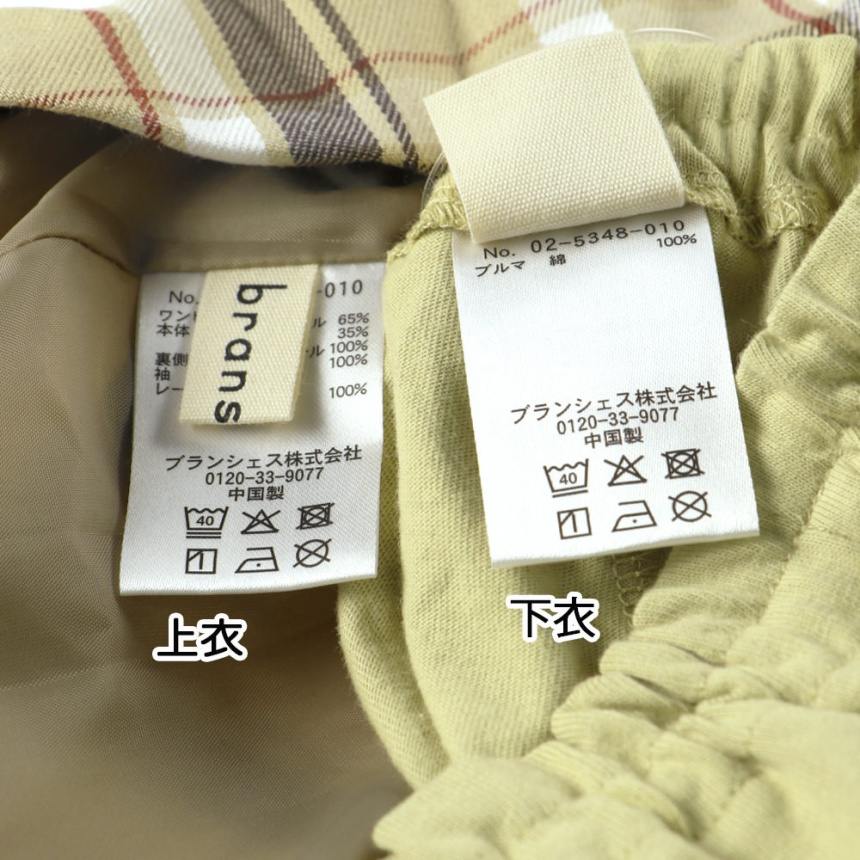 No. -010
ワン ル 65%
本体 35%
ル 100%
裏側 100%
袖
レー 100%
brans
ブランシェス株式会社
0120-33-9077
中国製
40
上衣
No. 02-5348-010
ブルマ 綿 100%
ブランシェス株式会社
0120-33-9077
中国製
40
下衣